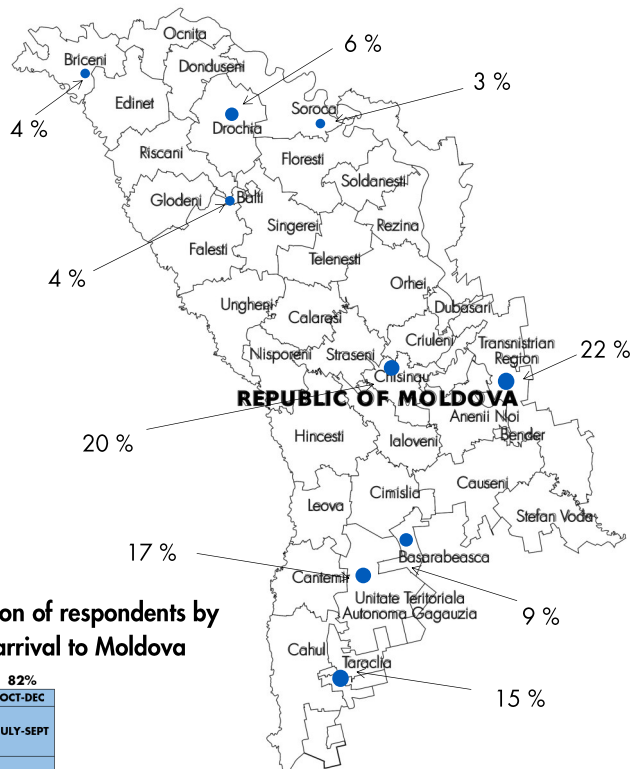 Ocnita
6 %
Briceni
Donduseni
3 %
Edinet
Soroca
4 %
Drochia
Riscani
Floresti
Soldanesti
Glodeni
Balti
Singerei
Rezina
Falesti
Telenesti
4 %
Orhei
Ungheni
Dubasari
Calarasi
Criuleni
Transnistrian
Region
22 %
Nisporeni
Straseni
Chisinau
REPUBLIC OF MOLDOVA
Anenii Noi
20 %
Hincesti
Ialoveni
Bender
Causeni
Cimislia
Leova
Stefan Voda
17 %
Basarabeasca
Cantemir
Unitate Teritoriala
Autonoma Gagauzia
9 %
on of respondents by
arrival to Moldova
Cahul
Taraclia
82%
15 %
OCT-DEC
ULY-SEPT